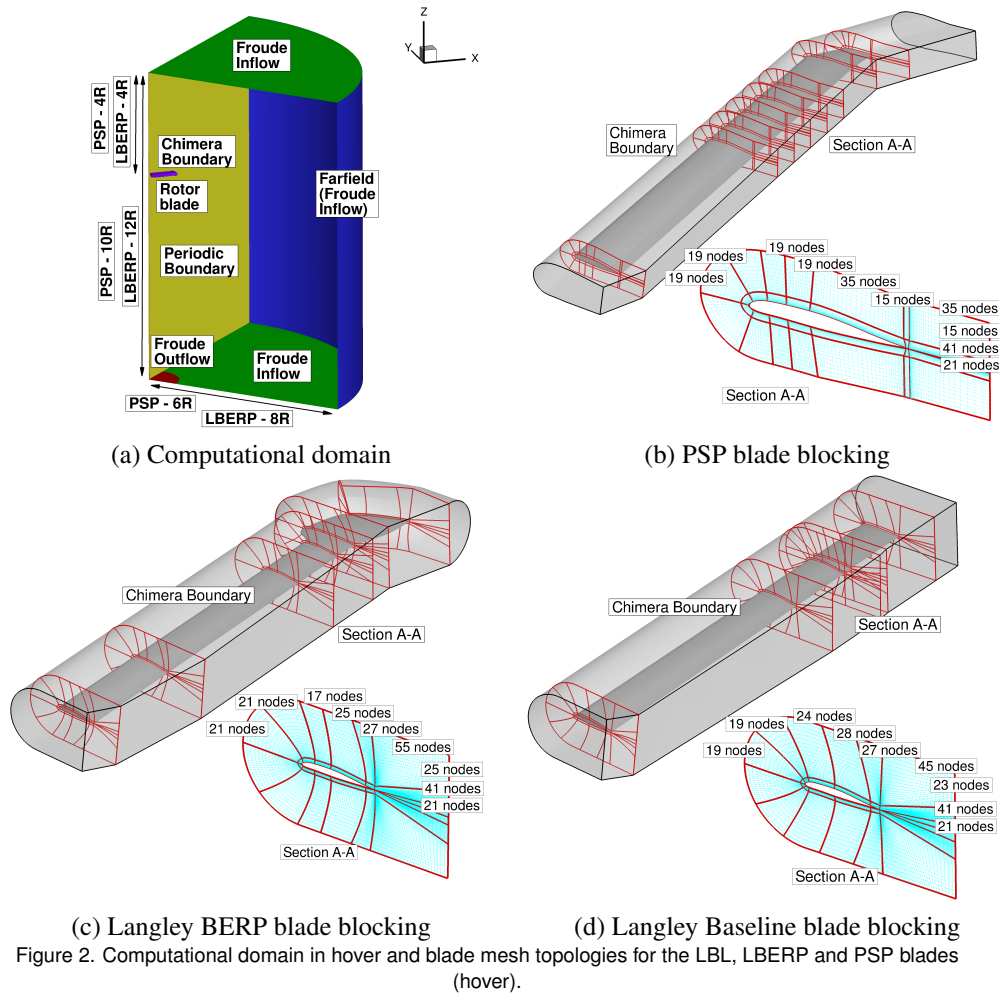 Froude
Inflow
Z
Y
X
PSP - 4R
LBERP - 4R
Chimera
Boundary
Rotor
blade
Farfield
(Froude
Inflow)
PSP - 10R
LBERP - 12R
Periodic
Boundary
Froude
Outflow
Froude
Inflow
PSP - 6R
LBERP - 8R
(a) Computational domain
Chimera
Boundary
Section A-A
19 nodes
19 nodes
19 nodes
19 nodes
35 nodes
15 nodes
35 nodes
15 nodes
41 nodes
21 nodes
Section A-A
(b) PSP blade blocking
Chimera Boundary
Section A-A
17 nodes
21 nodes
25 nodes
21 nodes
27 nodes
55 nodes
25 nodes
41 nodes
21 nodes
Section A-A
(c) Langley BERP blade blocking
Chimera Boundary
Section A-A
24 nodes
19 nodes
28 nodes
19 nodes
27 nodes
45 nodes
23 nodes
41 nodes
21 nodes
Section A-A
(d) Langley Baseline blade blocking
Figure 2. Computational domain in hover and blade mesh topologies for the LBL, LBERP and PSP blades
(hover).